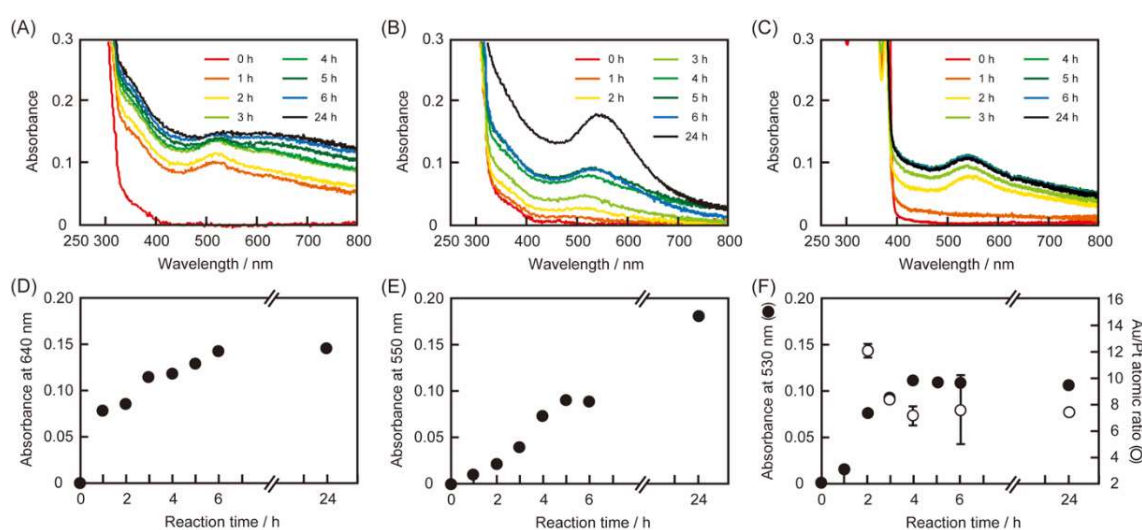 (A)
0.3
0.2
0.1
0
Absorbance
0 h
1 h
2 h
3 h
4 h
5 h
6 h
24 h
250 300 400 500 600 700 800
Wavelength / nm
(B)
0.3
0.2
0.1
0
Absorbance
0 h
1 h
2 h
3 h
4 h
5 h
6 h
24 h
250 300 400 500 600 700 800
Wavelength / nm
(C)
0.3
0.2
0.1
0
Absorbance
0 h
1 h
2 h
3 h
4 h
5 h
6 h
24 h
250 300 400 500 600 700 800
Wavelength / nm
(D)
0.20
0.15
0.10
0.05
0.00
Absorbance at 640 nm
0 2 4 6 24
Reaction time / h
(E)
0.20
0.15
0.10
0.05
0.00
Absorbance at 550 nm
0 2 4 6 24
Reaction time / h
(F)
0.20
0.15
0.10
0.05
0.00
Absorbance at 530 nm (●)
0 2 4 6 24
Reaction time / h
16
14
12
10
8
6
4
2
Au/Pt atomic ratio (○)